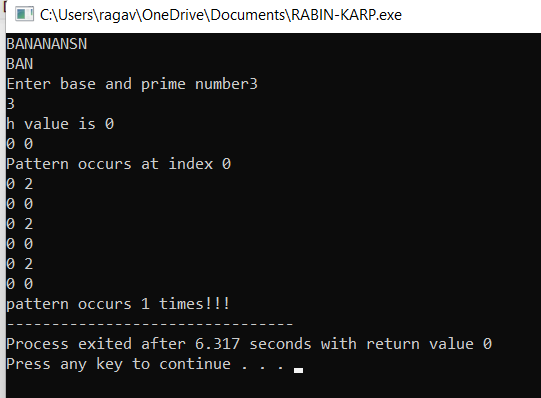 C:\Users\ragav\OneDrive\Documents\RABIN-KARP.exe
BANANANSN
BAN
Enter base and prime number3
3
h value is 0
0 0
Pattern occurs at index 0
0 2
0 0
0 2
0 0
0 2
0 0
pattern occurs 1 times!!!
--------------------------------
Process exited after 6.317 seconds with return value 0
Press any key to continue . . .